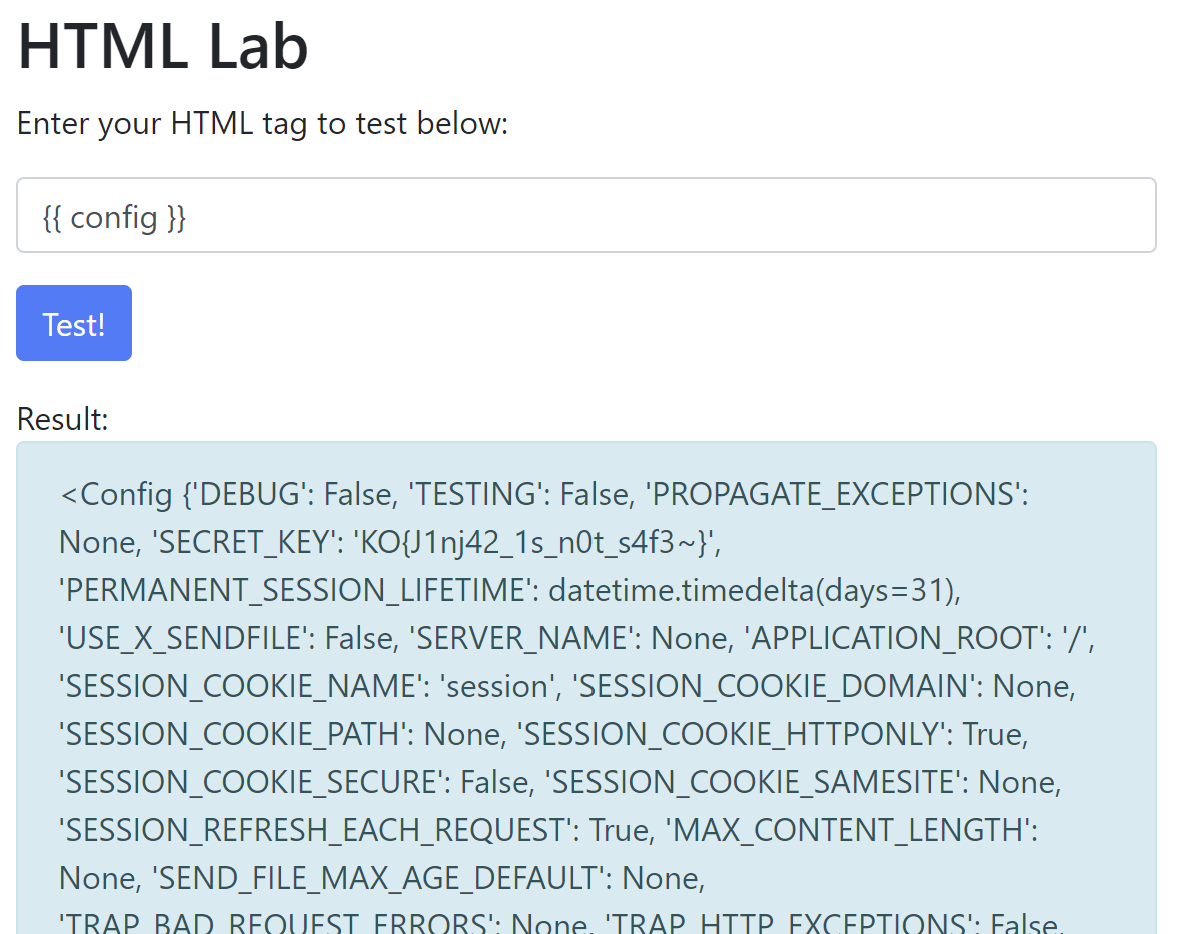 HTML Lab
Enter your HTML tag to test below:
{{ config }}
Test!
Result:
<Config {'DEBUG': False, 'TESTING': False, 'PROPAGATE_EXCEPTIONS':
None, 'SECRET_KEY': 'KO{J1nj42_1s_n0t_s4f3~}',
'PERMANENT_SESSION_LIFETIME': datetime.timedelta(days=31),
'USE_X_SENDFILE': False, 'SERVER_NAME': None, 'APPLICATION_ROOT': '/',
'SESSION_COOKIE_NAME': 'session', 'SESSION_COOKIE_DOMAIN': None,
'SESSION_COOKIE_PATH': None, 'SESSION_COOKIE_HTTPONLY': True,
'SESSION_COOKIE_SECURE': False, 'SESSION_COOKIE_SAMESITE': None,
'SESSION_REFRESH_EACH_REQUEST': True, 'MAX_CONTENT_LENGTH':
None, 'SEND_FILE_MAX_AGE_DEFAULT': None,
'TRAP_BAD_REQUEST_ERRORS': None, 'TRAP_HTTP_EXCEPTIONS': False,